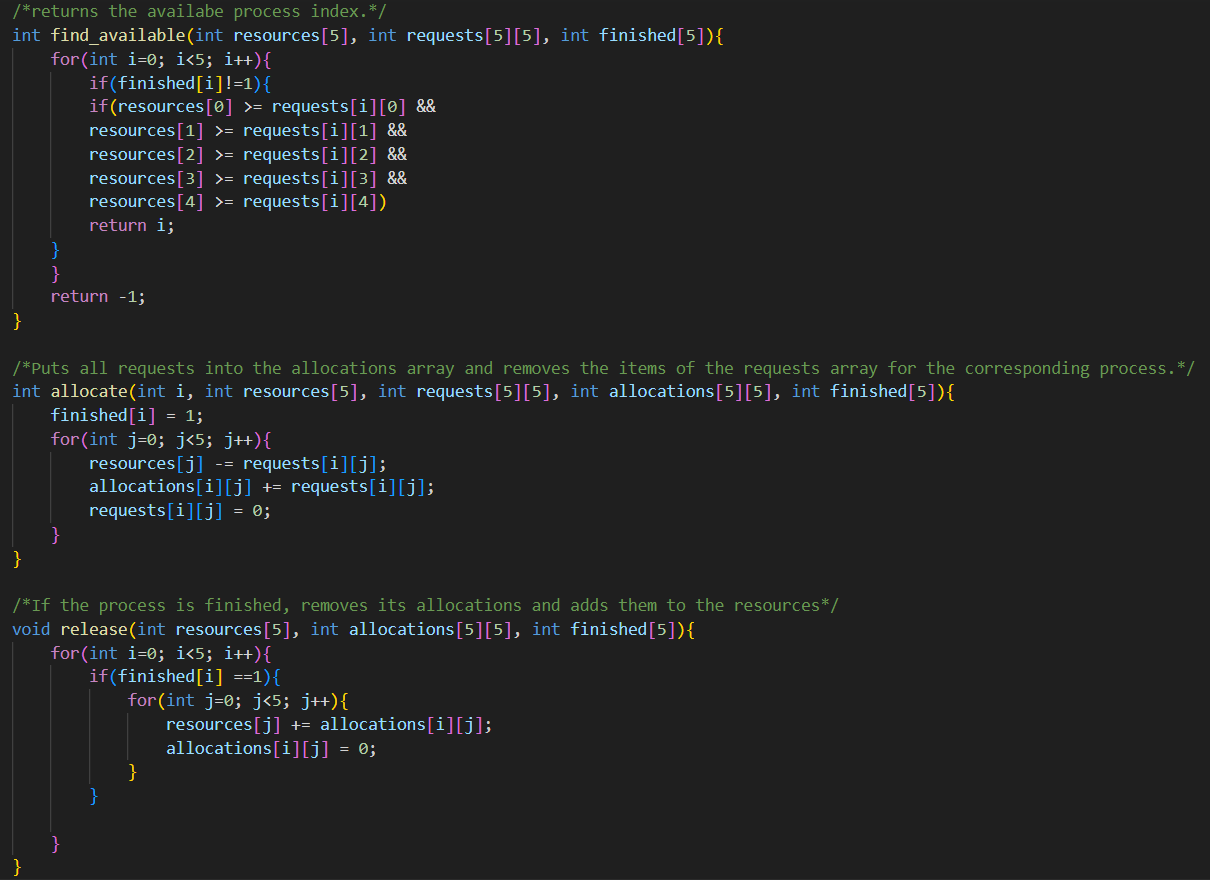 /*returns the availabe process index.*/
int find_available(int resources[5], int requests[5][5], int finished[5]){
    for(int i=0; i<5; i++){
        if(finished[i]!=1){
        if(resources[0] >= requests[i][0] &&
        resources[1] >= requests[i][1] &&
        resources[2] >= requests[i][2] &&
        resources[3] >= requests[i][3] &&
        resources[4] >= requests[i][4])
        return i;
    }
    }
    return -1;
}

/*Puts all requests into the allocations array and removes the items of the requests array for the corresponding process.*/
int allocate(int i, int resources[5], int requests[5][5], int allocations[5][5], int finished[5]){
    finished[i] = 1;
    for(int j=0; j<5; j++){
        resources[j] -= requests[i][j];
        allocations[i][j] += requests[i][j];
        requests[i][j] = 0;
    }
}

/*If the process is finished, removes its allocations and adds them to the resources*/
void release(int resources[5], int allocations[5][5], int finished[5]){
    for(int i=0; i<5; i++){
        if(finished[i] ==1){
            for(int j=0; j<5; j++){
                resources[j] += allocations[i][j];
                allocations[i][j] = 0;
            }
        }

    }
}